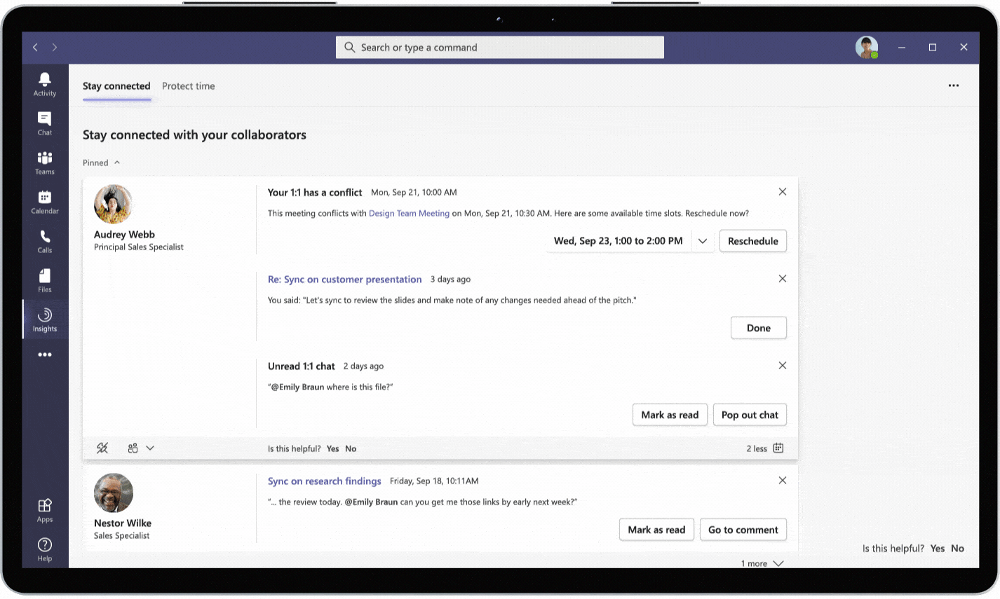 Search or type a command
Activity
Chat
Teams
Calendar
Calls
Files
Insights
Apps
Help
Stay connected Protect time
Stay connected with your collaborators
Pinned
Audrey Webb
Principal Sales Specialist
Your 1:1 has a conflict Mon, Sep 21, 10:00 AM
This meeting conflicts with Design Team Meeting on Mon, Sep 21, 10:30 AM. Here are some available time slots. Reschedule now?
Wed, Sep 23, 1:00 to 2:00 PM Reschedule
Re: Sync on customer presentation 3 days ago
You said: "Let's sync to review the slides and make note of any changes needed ahead of the pitch."
Done
Unread 1:1 chat 2 days ago
"@Emily Braun where is this file?"
Mark as read Pop out chat
Is this helpful? Yes No 2 less
Nestor Wilke
Sales Specialist
Sync on research findings Friday, Sep 18, 10:11AM
"... the review today. @Emily Braun can you get me those links by early next week?"
Mark as read Go to comment
Is this helpful? Yes No
1 more